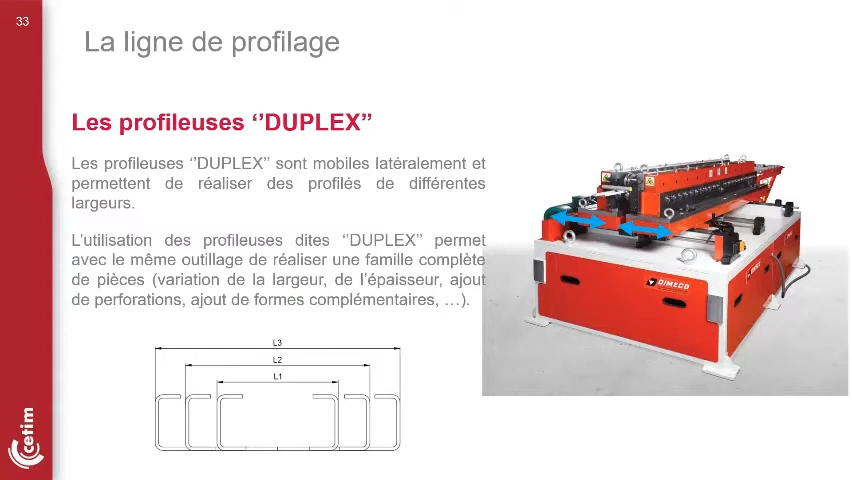 33
La ligne de profilage
Les profileuses ‘’DUPLEX’’
Les profileuses ‘’DUPLEX’’ sont mobiles latéralement et
permettent de réaliser des profilés de différentes
largeurs.
L’utilisation des profileuses dites ‘’DUPLEX’’ permet
avec le même outillage de réaliser une famille complète
de pièces (variation de la largeur, de l’épaisseur, ajout
de perforations, ajout de formes complémentaires, …).
L3
L2
L1
DIMECO
cetim